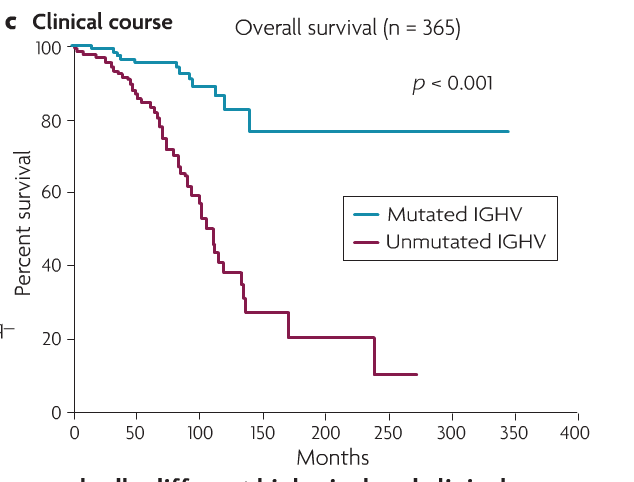 c Clinical course
Overall survival (n = 365)
p < 0.001
100
80
60
40
20
0
Percent survival
Mutated IGHV
Unmutated IGHV
0 50 100 150 200 250 300 350 400
Months